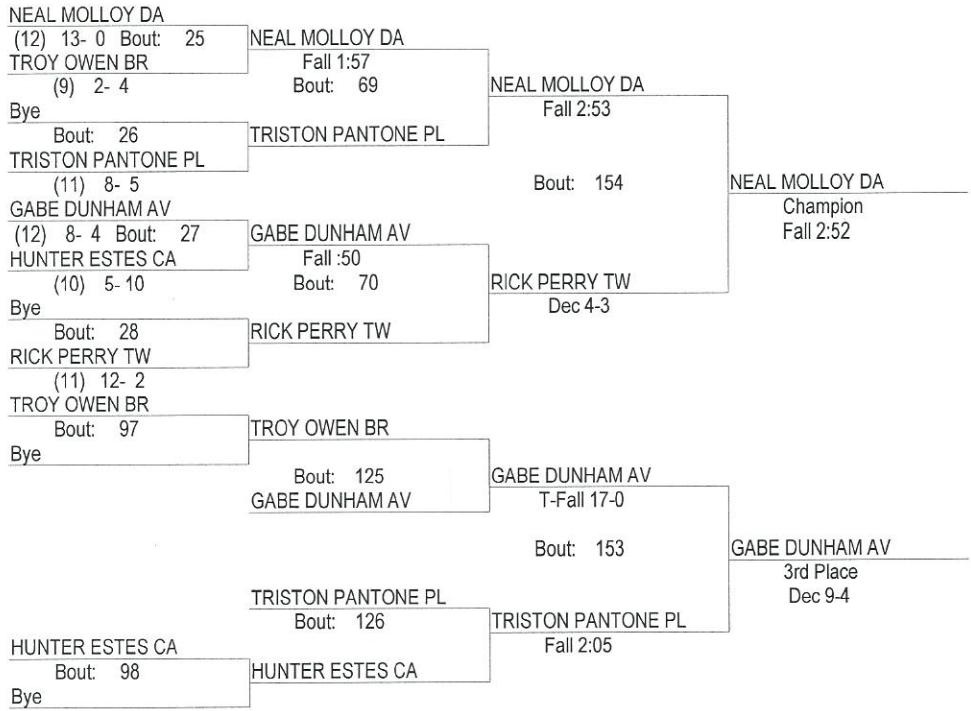 NEAL MOLLOY DA
(12) 13- 0 Bout: 25
TROY OWEN BR
(9) 2- 4
Bye
Bout: 26
TRISTON PANTONE PL
(11) 8- 5
GABE DUNHAM AV
(12) 8- 4 Bout: 27
HUNTER ESTES CA
(10) 5- 10
Bye
Bout: 28
RICK PERRY TW
(11) 12- 2
NEAL MOLLOY DA
Fall 1:57
Bout: 69
TRISTON PANTONE PL
GABE DUNHAM AV
Fall :50
Bout: 70
RICK PERRY TW
NEAL MOLLOY DA
Fall 2:53
Bout: 154
RICK PERRY TW
Dec 4-3
NEAL MOLLOY DA
Champion
Fall 2:52
TROY OWEN BR
Bout: 97
Bye
TROY OWEN BR
Bout: 125
GABE DUNHAM AV
TRISTON PANTONE PL
Bout: 126
HUNTER ESTES CA
HUNTER ESTES CA
Bout: 98
Bye
GABE DUNHAM AV
T-Fall 17-0
Bout: 153
TRISTON PANTONE PL
Fall 2:05
GABE DUNHAM AV
3rd Place
Dec 9-4